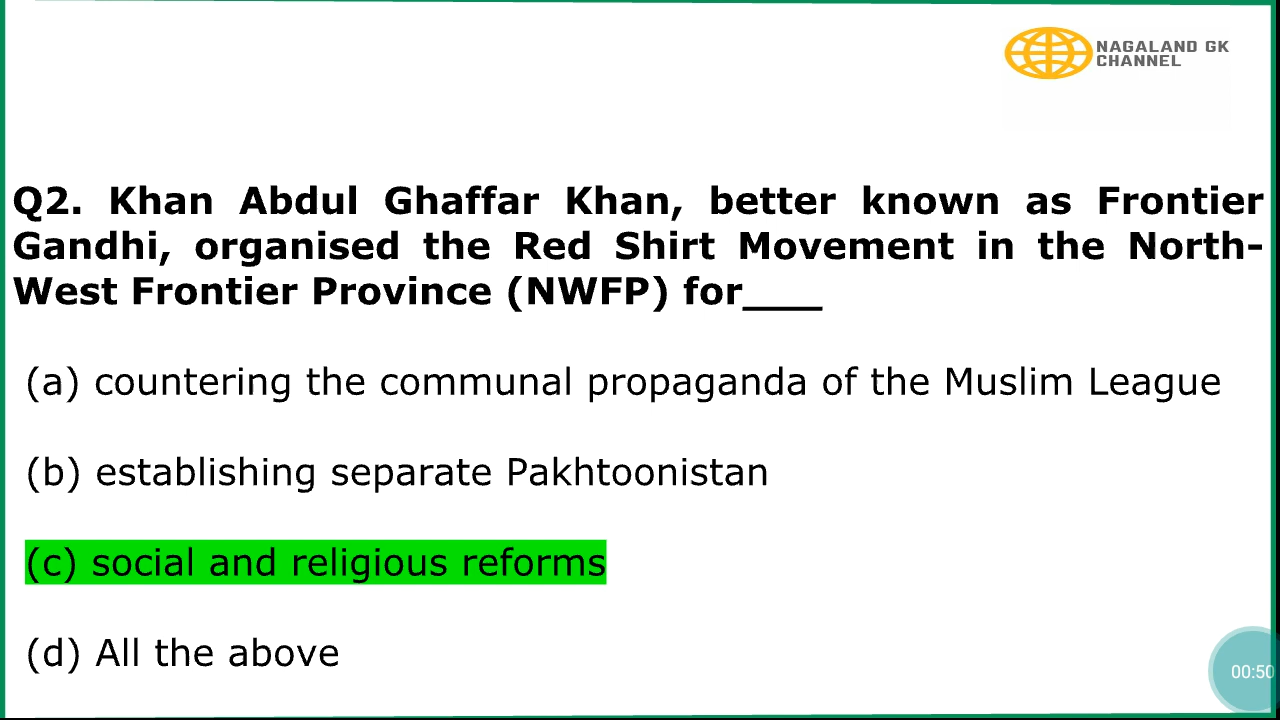 NAGALAND GK
CHANNEL
Q2. Khan Abdul Ghaffar Khan, better known as Frontier
Gandhi, organised the Red Shirt Movement in the North-
West Frontier Province (NWFP) for___
(a) countering the communal propaganda of the Muslim League
(b) establishing separate Pakhtoonistan
(c) social and religious reforms
(d) All the above
00:50